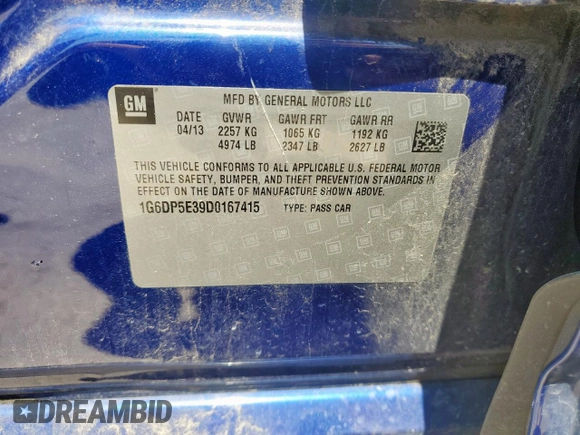 GM
MFD BY GENERAL MOTORS LLC
DATE GVWR GAWR FRT GAWR RR
04/13 2257 KG 1065 KG 1192 KG
4974 LB 2347 LB 2627 LB
THIS VEHICLE CONFORMS TO ALL APPLICABLE U.S. FEDERAL MOTOR
VEHICLE SAFETY, BUMPER, AND THEFT PREVENTION STANDARDS IN
EFFECT ON THE DATE OF MANUFACTURE SHOWN ABOVE.
1G6DP5E39D0167415 TYPE: PASS CAR
DREAMBID